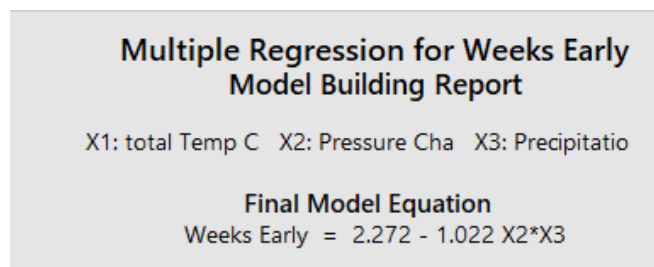 Multiple Regression for Weeks Early
Model Building Report
X1: total Temp C X2: Pressure Cha X3: Precipitatio
Final Model Equation
Weeks Early = 2.272 - 1.022 X2*X3